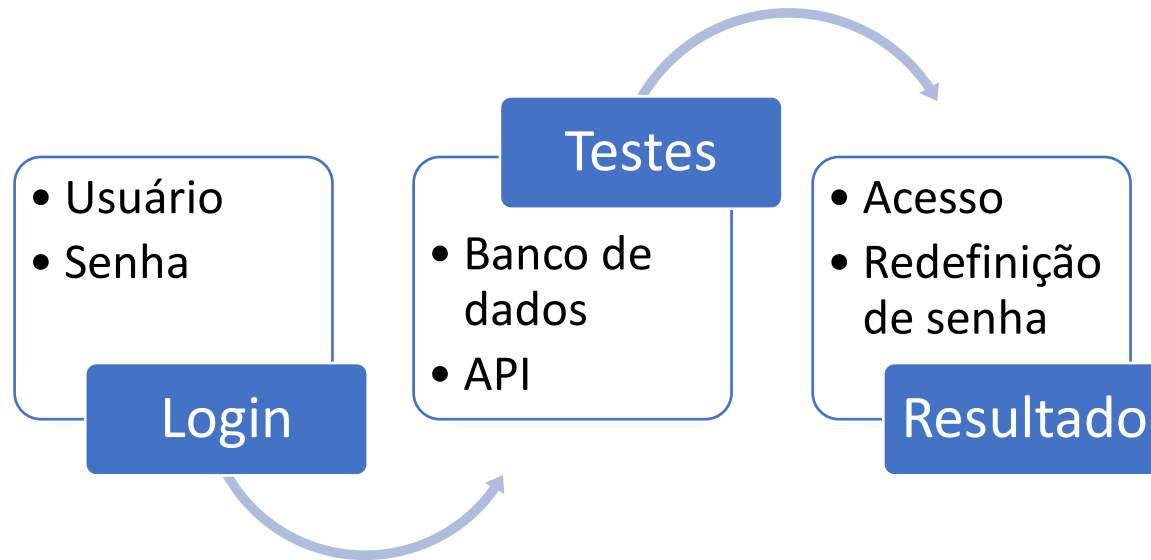 • Usuário
• Senha
Login
Testes
• Banco de
dados
• API
• Acesso
• Redefinição
de senha
Resultado